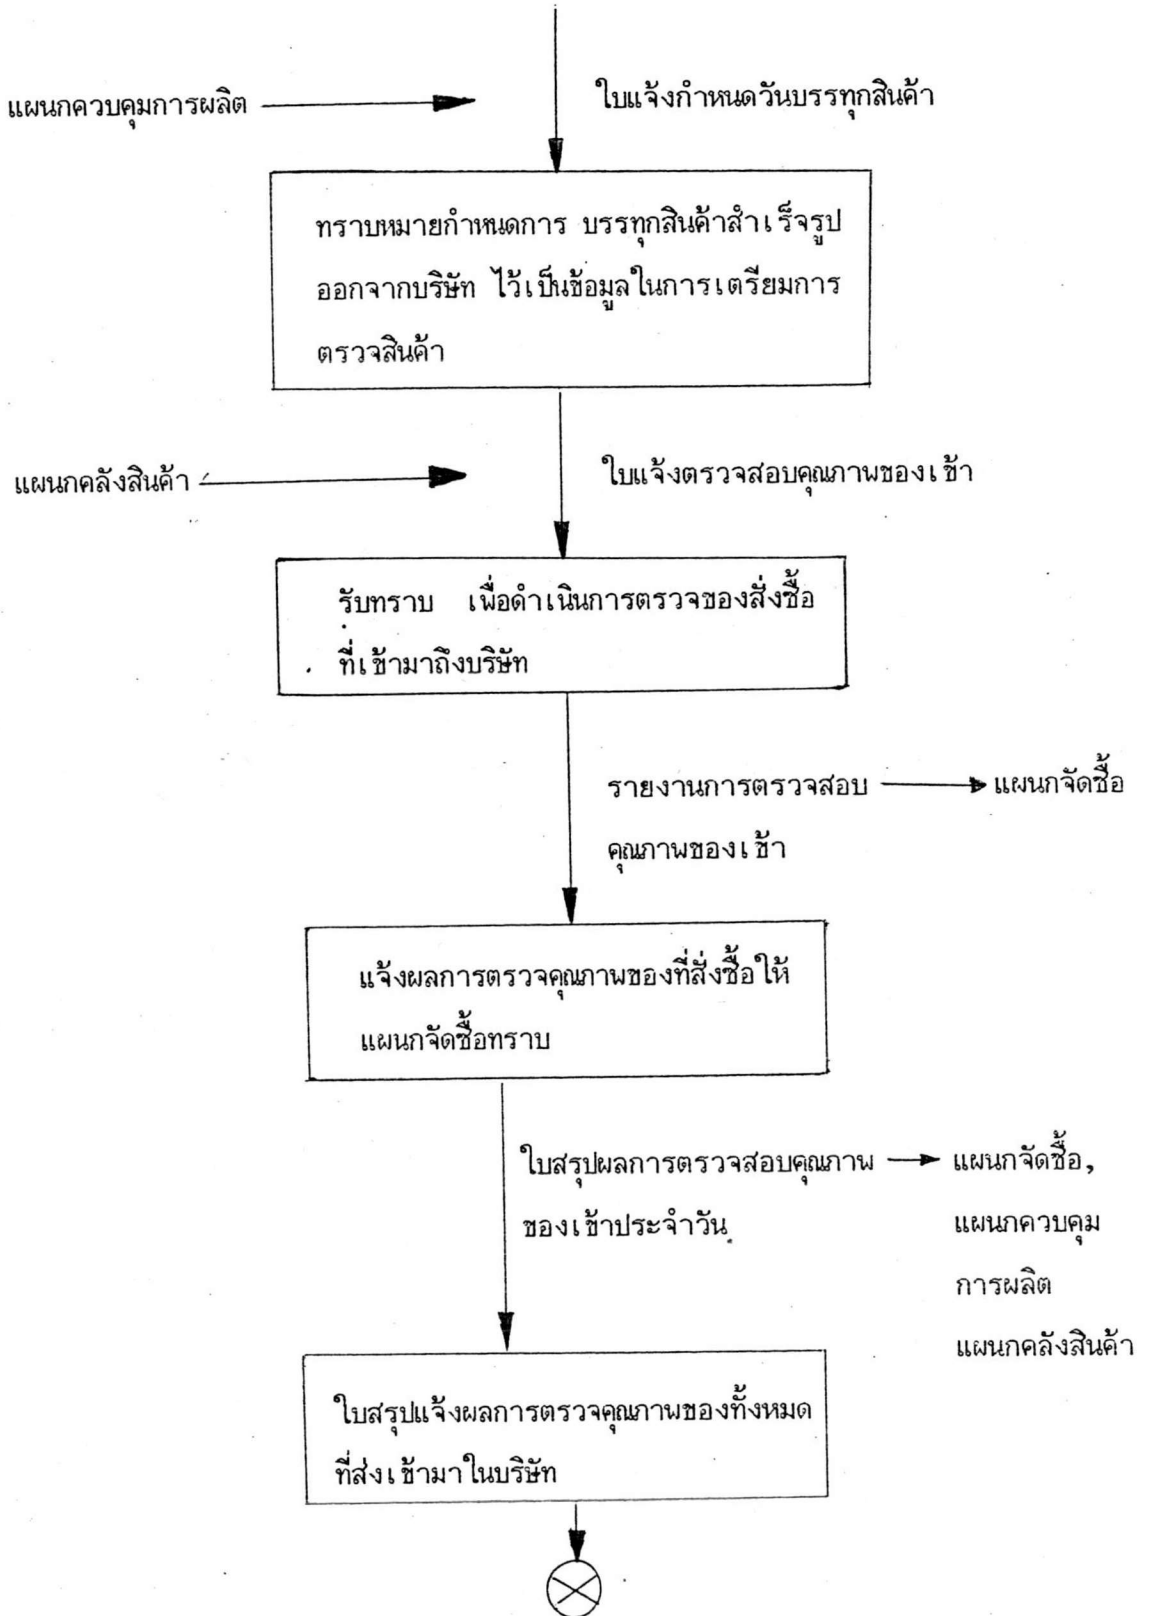 แผนกควบคุมการผลิต
ใบแจ้งกำหนดวันบรรทุกสินค้า
ทราบหมายกำหนดการ บรรทุกสินค้าสำเร็จรูป
ออกจากบริษัท ไว้เป็นข้อมูลในการเตรียมการ
ตรวจสินค้า
แผนกคลังสินค้า
ใบแจ้งตรวจสอบคุณภาพของเข้า
รับทราบ เพื่อดำเนินการตรวจของสั่งซื้อ
ที่เข้ามาถึงบริษัท
รายงานการตรวจสอบ
คุณภาพของเข้า
แผนกจัดซื้อ
แจ้งผลการตรวจคุณภาพของที่สั่งซื้อให้
แผนกจัดซื้อทราบ
ใบสรุปผลการตรวจสอบคุณภาพ
ของเข้าประจำวัน
แผนกจัดซื้อ,
แผนกควบคุม
การผลิต
แผนกคลังสินค้า
ใบสรุปแจ้งผลการตรวจคุณภาพของทั้งหมด
ที่ส่งเข้ามาในบริษัท